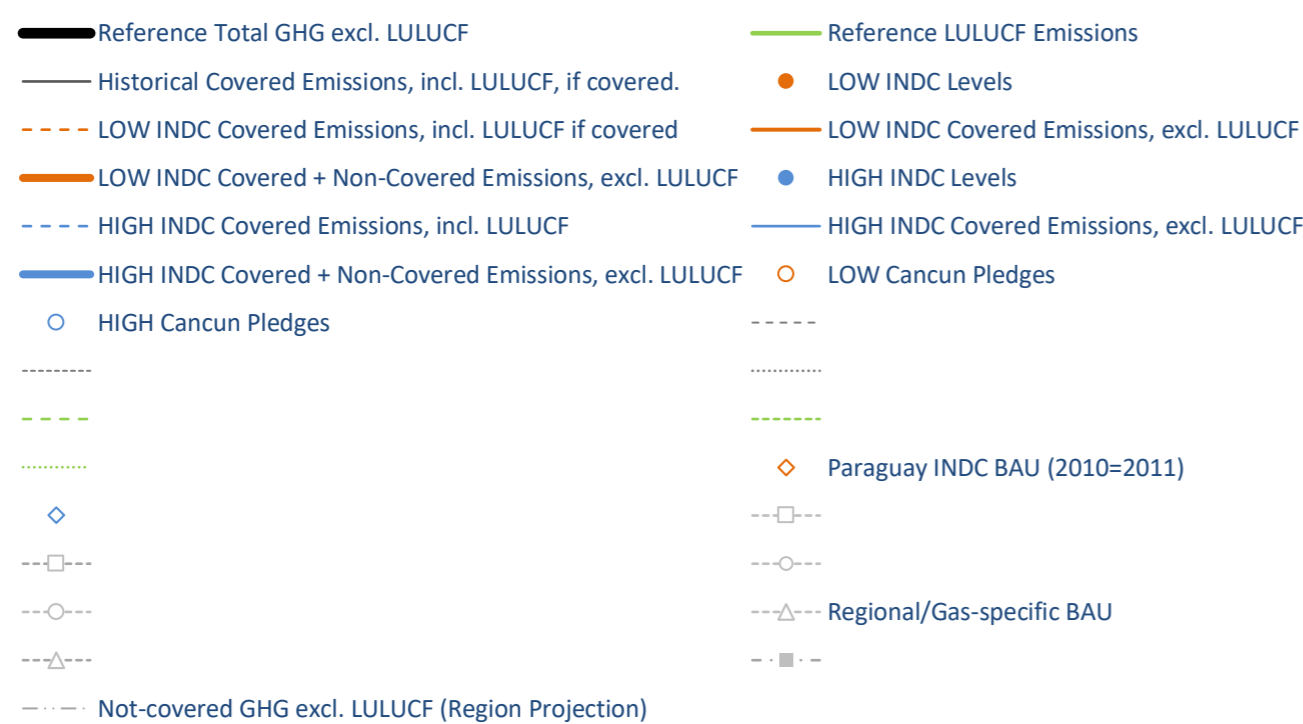 Reference Total GHG excl. LULUCF
Reference LULUCF Emissions
Historical Covered Emissions, incl. LULUCF, if covered.
LOW INDC Levels
LOW INDC Covered Emissions, incl. LULUCF if covered
LOW INDC Covered Emissions, excl. LULUCF
LOW INDC Covered + Non-Covered Emissions, excl. LULUCF
HIGH INDC Levels
HIGH INDC Covered Emissions, incl. LULUCF
HIGH INDC Covered Emissions, excl. LULUCF
HIGH INDC Covered + Non-Covered Emissions, excl. LULUCF
LOW Cancun Pledges
HIGH Cancun Pledges
Paraguay INDC BAU (2010=2011)
Regional/Gas-specific BAU
Not-covered GHG excl. LULUCF (Region Projection)